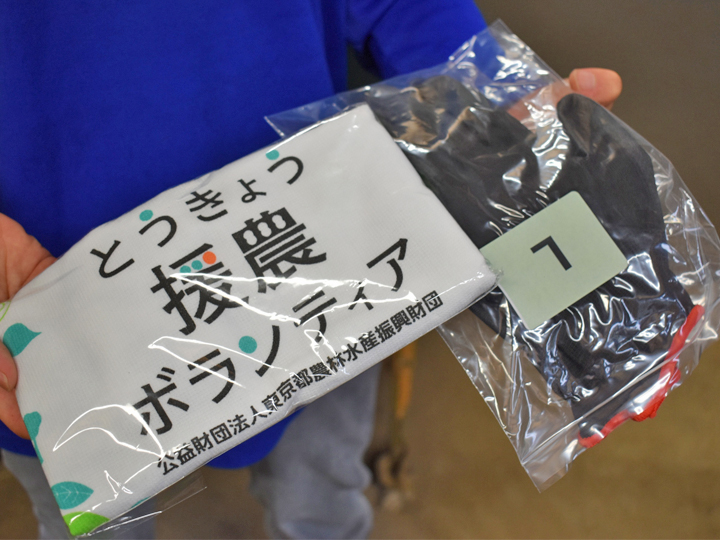 とうきょう
援農
ボランティア
公益財団法人東京都農林水産振興財団
L